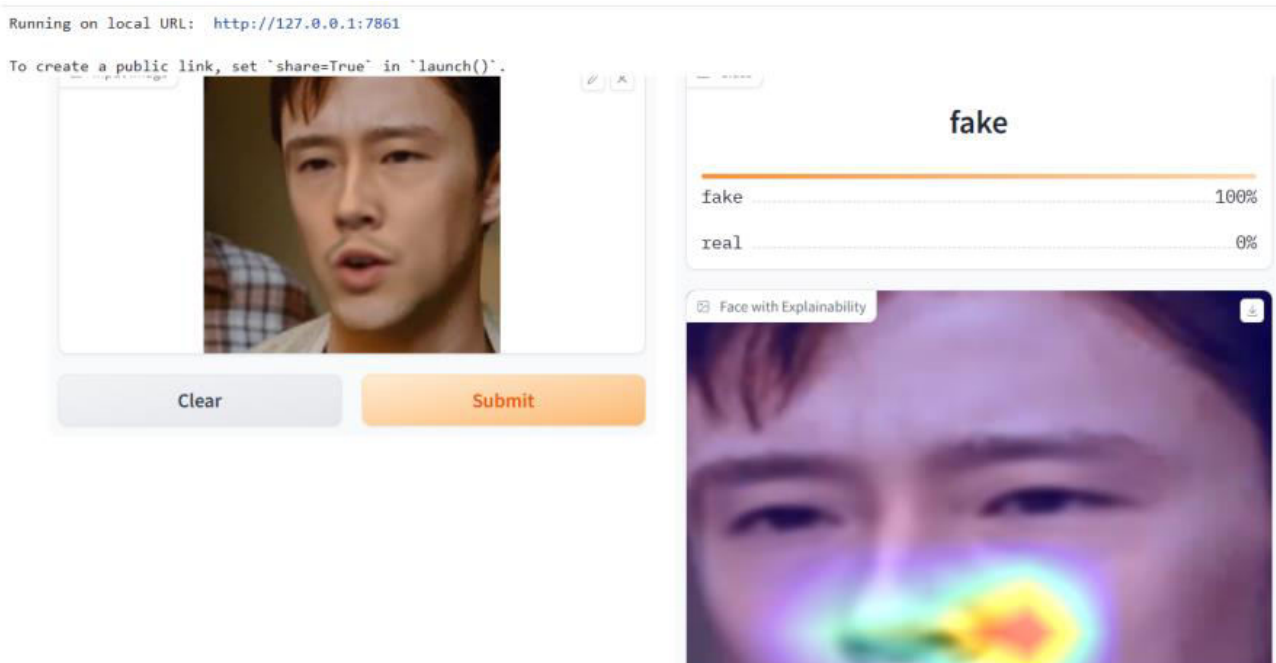 Running on local URL: http://127.0.0.1:7861
To create a public link, set `share=True` in `launch()`.
fake
fake 100%
real 0%
Face with Explainability
Clear
Submit